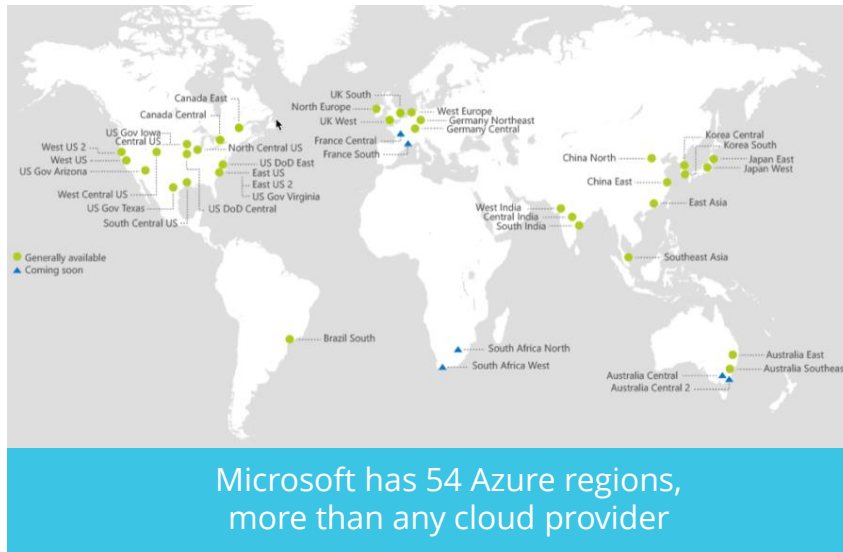 Canada East
Canada Central
US Gov Iowa
Central US
North Central US
West US 2
West US
US Gov Arizona
US DoD East
East US
East US 2
US Gov Virginia
West Central US
US Gov Texas
US DoD Central
South Central US
Generally available
Coming soon
Brazil South
UK South
North Europe
West Europe
UK West
Germany Northeast
Germany Central
France Central
France South
Korea Central
Korea South
China North
Japan East
Japan West
China East
East Asia
West India
Central India
South India
Southeast Asia
South Africa North
South Africa West
Australia East
Australia Southeast
Australia Central
Australia Central 2
Microsoft has 54 Azure regions,
more than any cloud provider